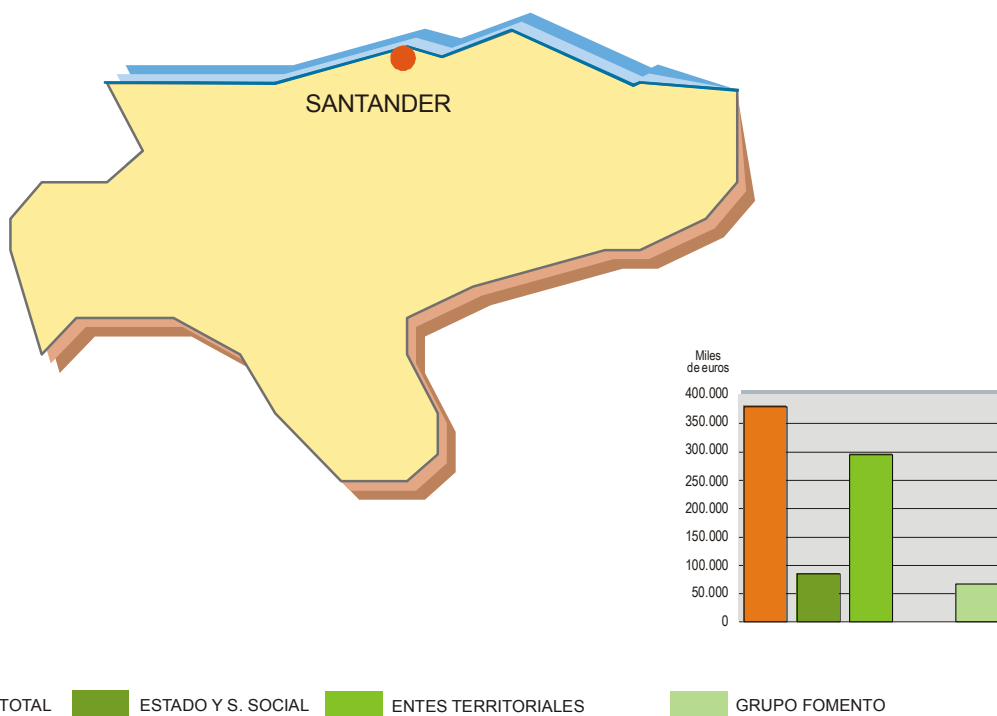 SANTANDER
Miles
de euros
400.000
350.000
300.000
250.000
200.000
150.000
100.000
50.000
0
TOTAL ESTADO Y S. SOCIAL ENTES TERRITORIALES GRUPO FOMENTO